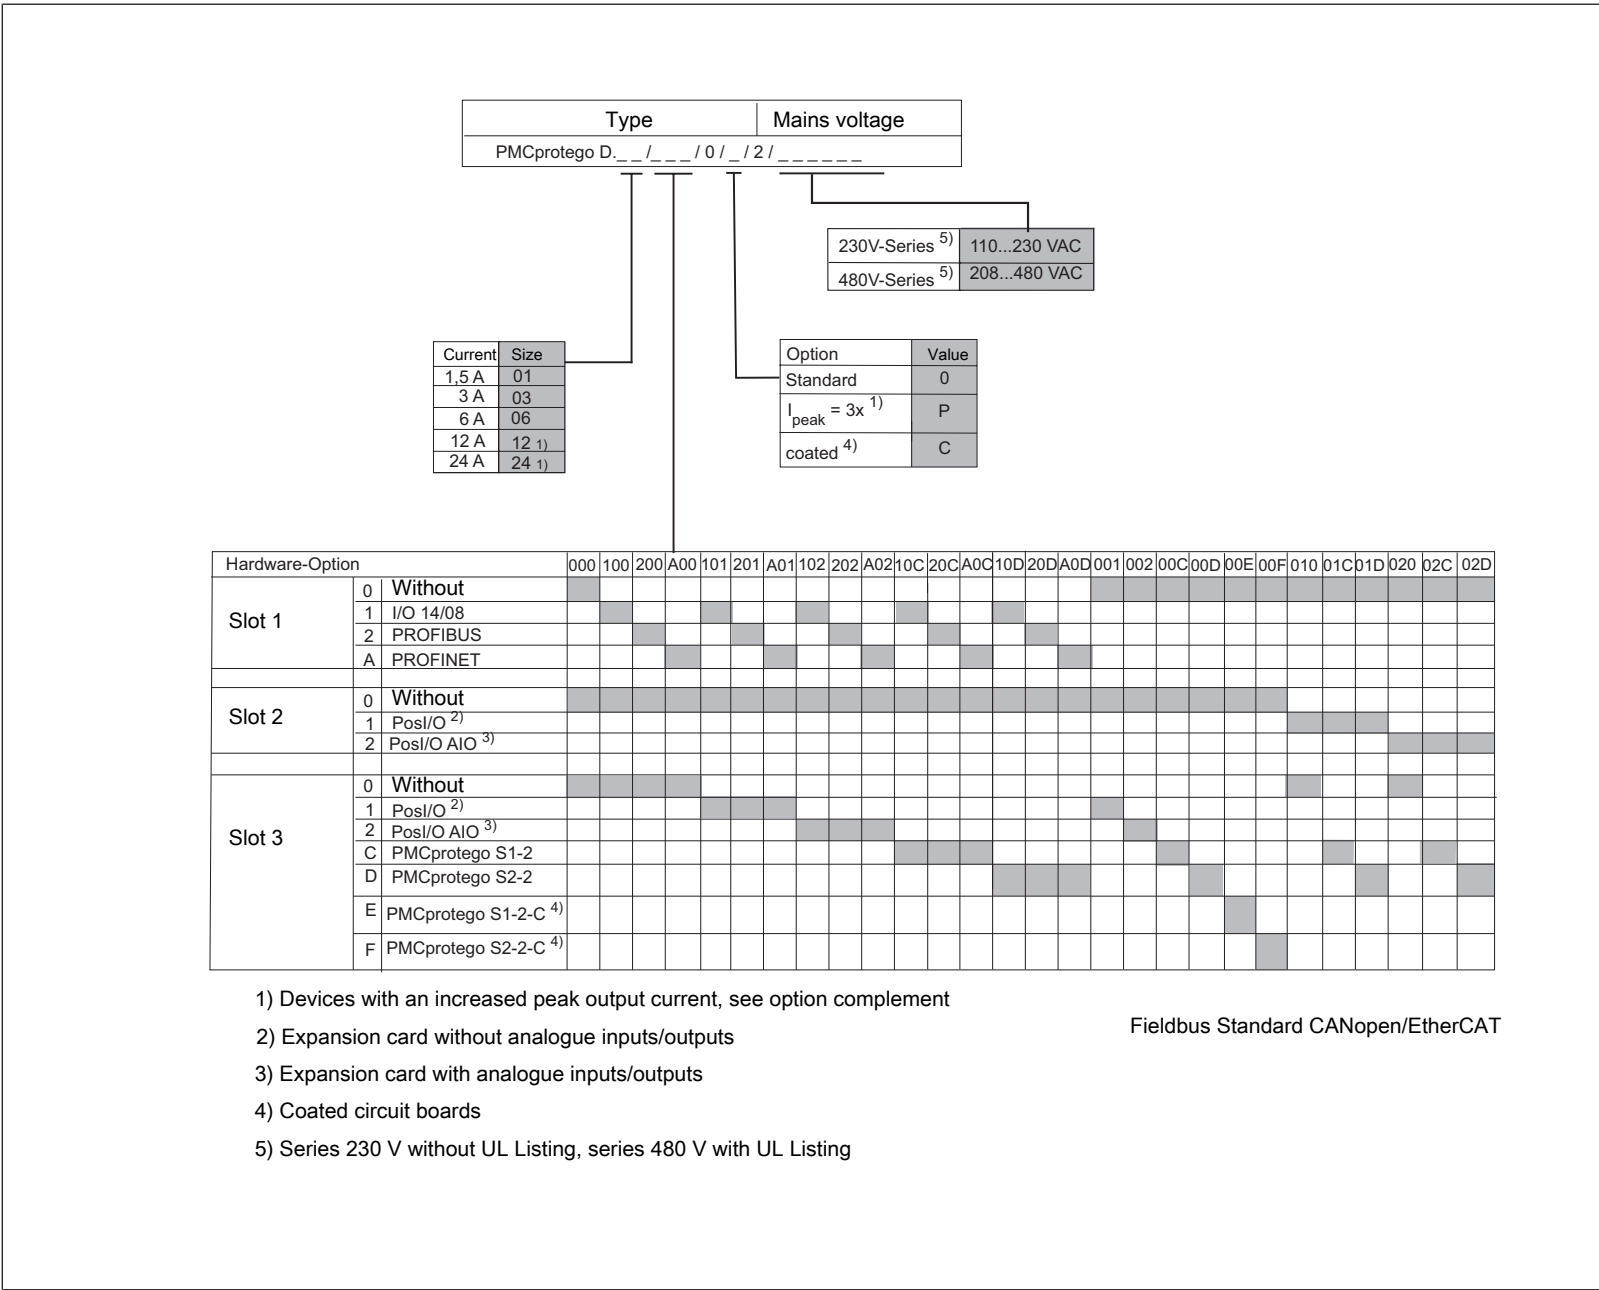 Type Mains voltage
PMCprotego D._ _ /_ _ _ / 0 / _ / 2 / _ _ _ _ _ _
230V-Series 5) 110...230 VAC
480V-Series 5) 208...480 VAC
Current Size
1,5 A 01
3 A 03
6 A 06
12 A 12 1)
24 A 24 1)
Option Value
Standard 0
Ipeak = 3x 1) P
coated 4) C
Hardware-Option 000 100 200 A00 101 201 A01 102 202 A02 10C 20C A0C 10D 20D A0D 001 002 00C 00D 00E 00F 010 01C 01D 020 02C 02D
Slot 1
0 Without
1 I/O 14/08
2 PROFIBUS
A PROFINET
Slot 2
0 Without
1 PosI/O 2)
2 PosI/O AIO 3)
Slot 3
0 Without
1 PosI/O 2)
2 PosI/O AIO 3)
C PMCprotego S1-2
D PMCprotego S2-2
E PMCprotego S1-2-C 4)
F PMCprotego S2-2-C 4)
1) Devices with an increased peak output current, see option complement
2) Expansion card without analogue inputs/outputs
3) Expansion card with analogue inputs/outputs
4) Coated circuit boards
5) Series 230 V without UL Listing, series 480 V with UL Listing
Fieldbus Standard CANopen/EtherCAT